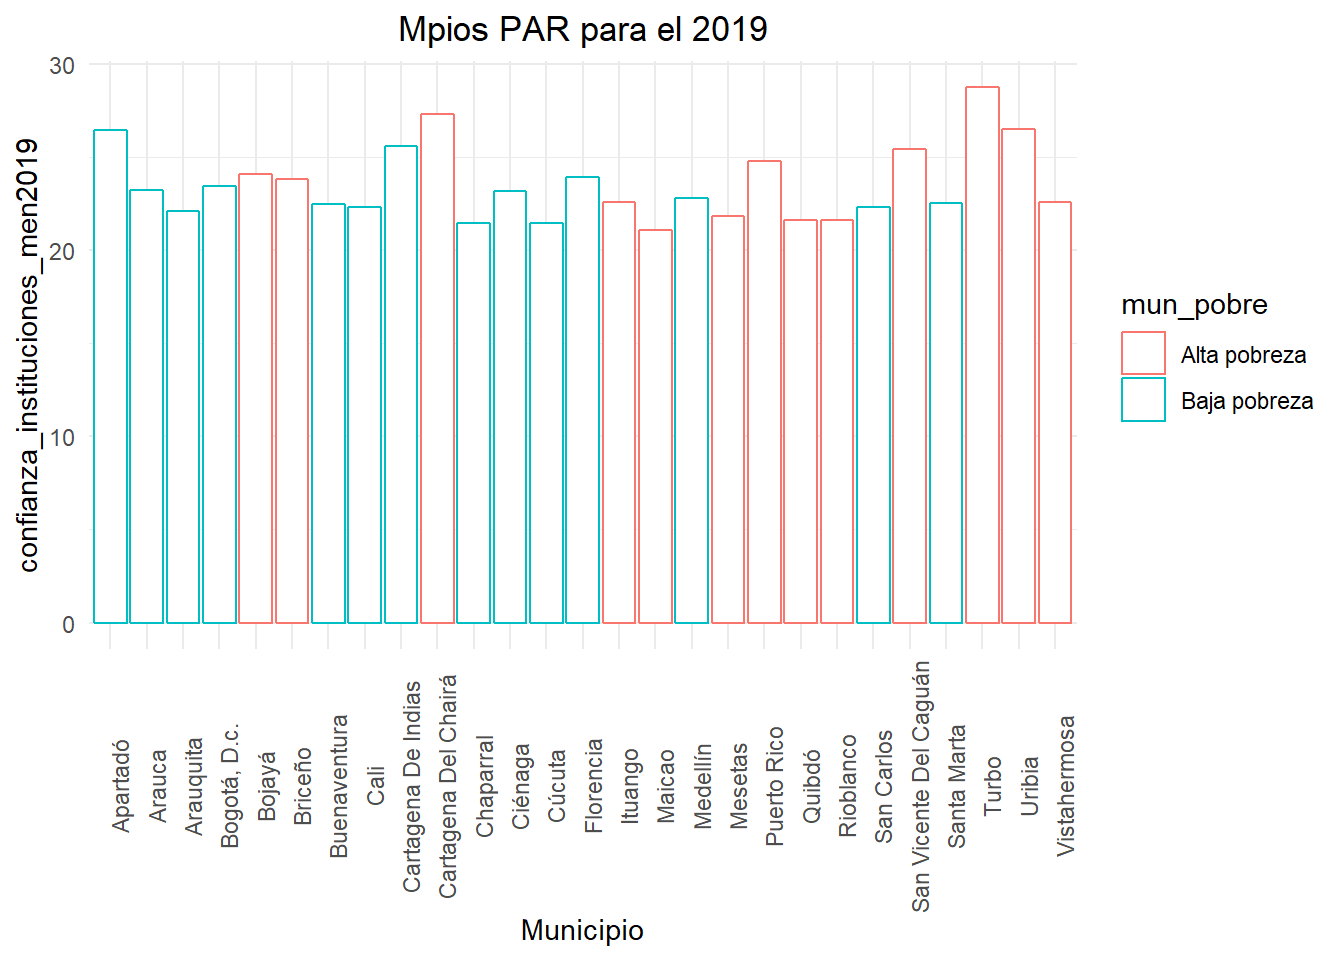 Mpios PAR para el 2019
confianza_instituciones_men2019
30
20
10
0
Apartadó
Arauca
Arauquita
Bogotá, D.c.
Bojayá
Briceño
Buenaventura
Cali
Cartagena De Indias
Cartagena Del Chairá
Chaparral
Ciénaga
Cúcuta
Florencia
Ituango
Maicao
Medellín
Mesetas
Puerto Rico
Quibdó
Rioblanco
San Carlos
San Vicente Del Caguán
Santa Marta
Turbo
Uribia
Vistahermosa
Municipio
mun_pobre
Alta pobreza
Baja pobreza